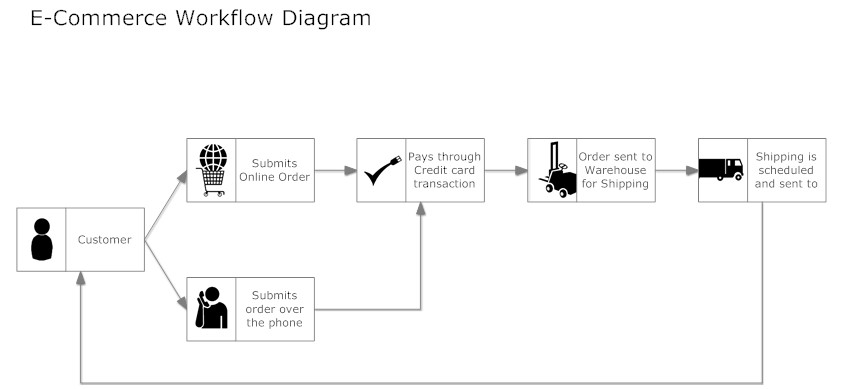 E-Commerce Workflow Diagram
Submits
Online Order
Pays through
Credit card
transaction
Order sent to
Warehouse
for Shipping
Shipping is
scheduled
and sent to
Customer
Submits
order over
the phone